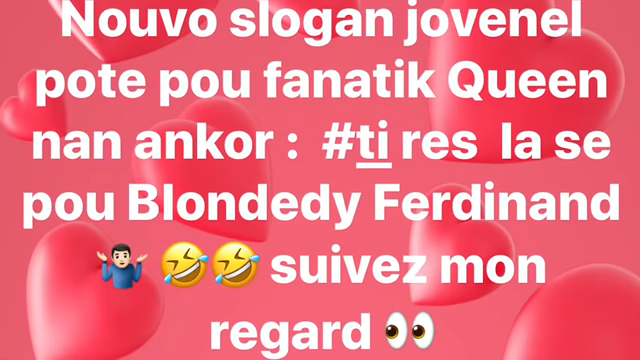 Nouvo slogan jovenel
pote pou fanatik Queen
nan ankor : #ti res la se
pou Blondedy Ferdinand
🤷🏻‍♂️ 🤣🤣 suivez mon
regard 👀